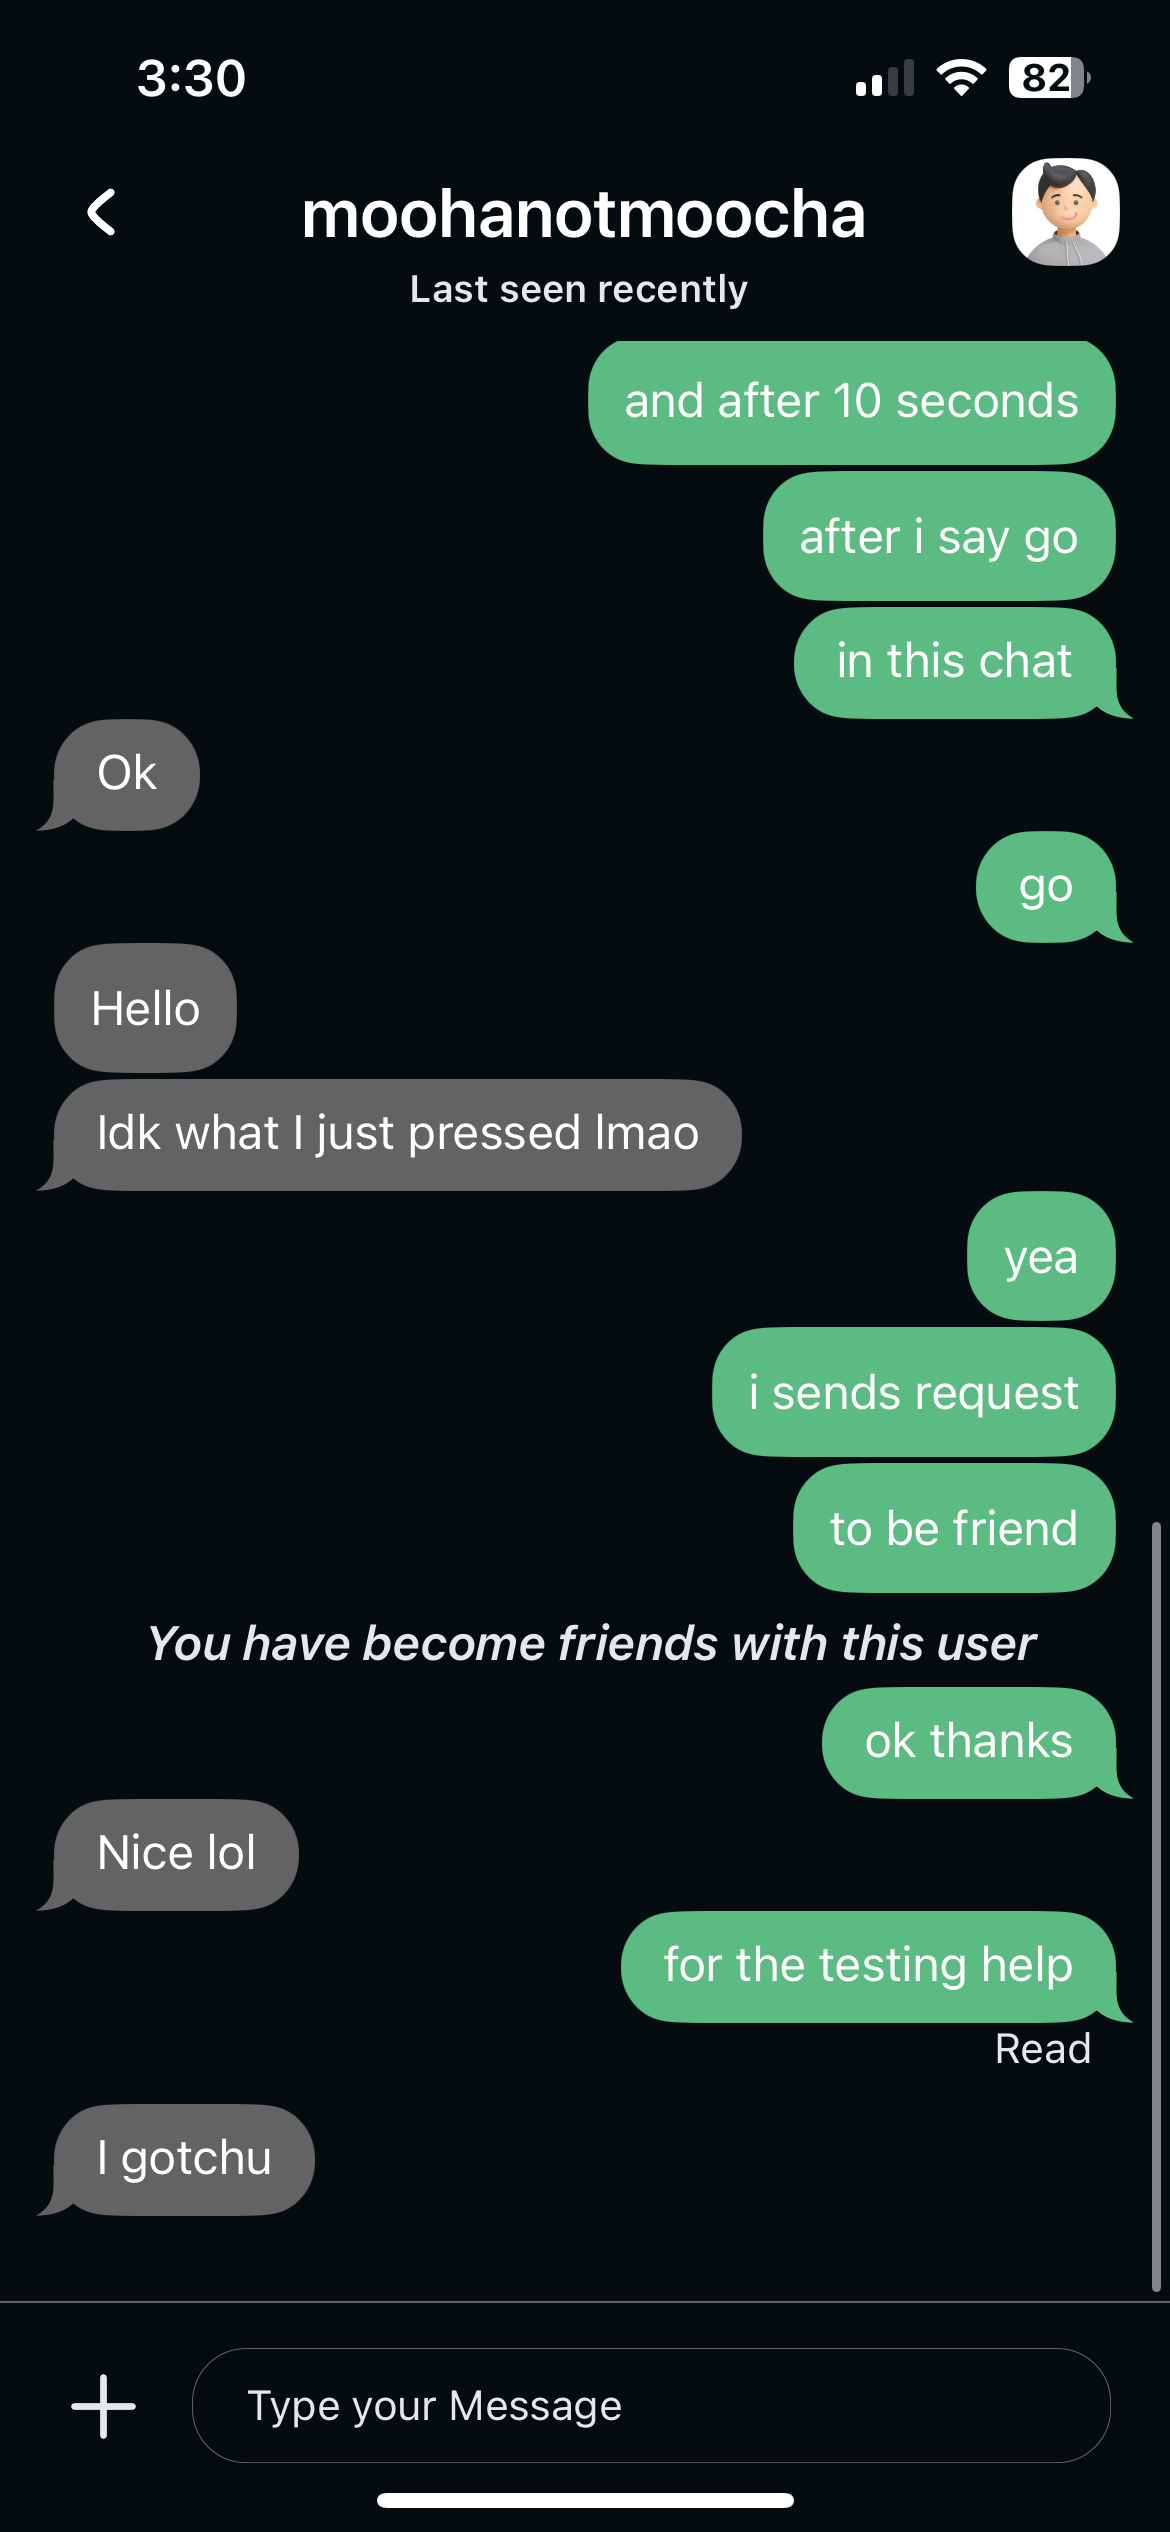 3:30
82
moohanotmoocha
Last seen recently
and after 10 seconds
after i say go
in this chat
Ok
go
Hello
Idk what I just pressed lmao
yea
i sends request
to be friend
You have become friends with this user
ok thanks
Nice lol
for the testing help
Read
I gotchu
Type your Message